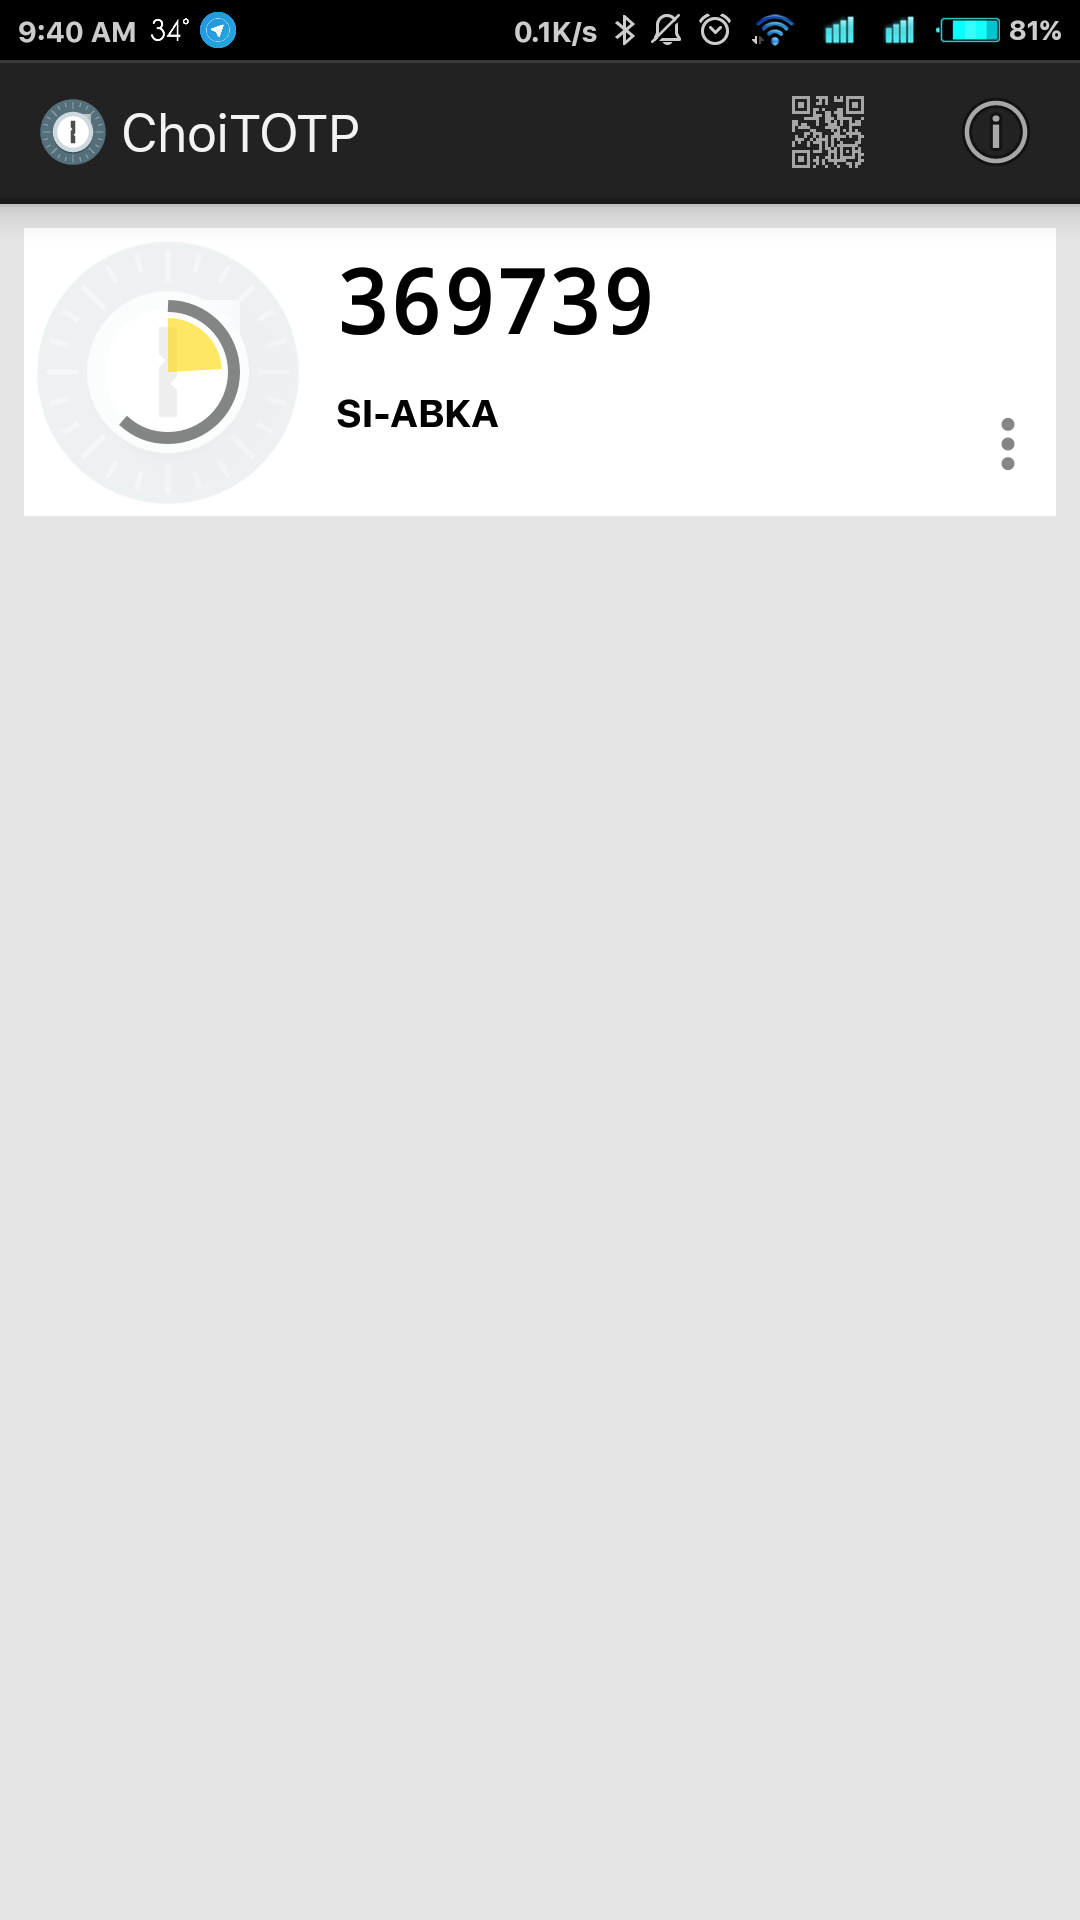 9:40 AM 34° 0.1K/s 81%
ChoiTOTP
369739
SI-ABKA